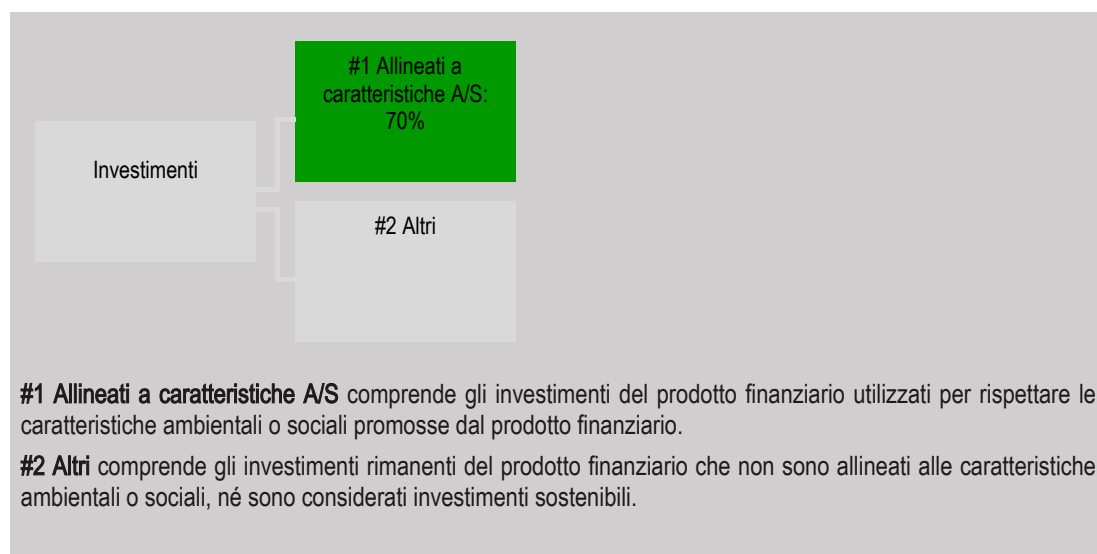 #1 Allineati a
caratteristiche A/S:
70%
Investimenti
#2 Altri
#1 Allineati a caratteristiche A/S comprende gli investimenti del prodotto finanziario utilizzati per rispettare le
caratteristiche ambientali o sociali promosse dal prodotto finanziario.
#2 Altri comprende gli investimenti rimanenti del prodotto finanziario che non sono allineati alle caratteristiche
ambientali o sociali, né sono considerati investimenti sostenibili.